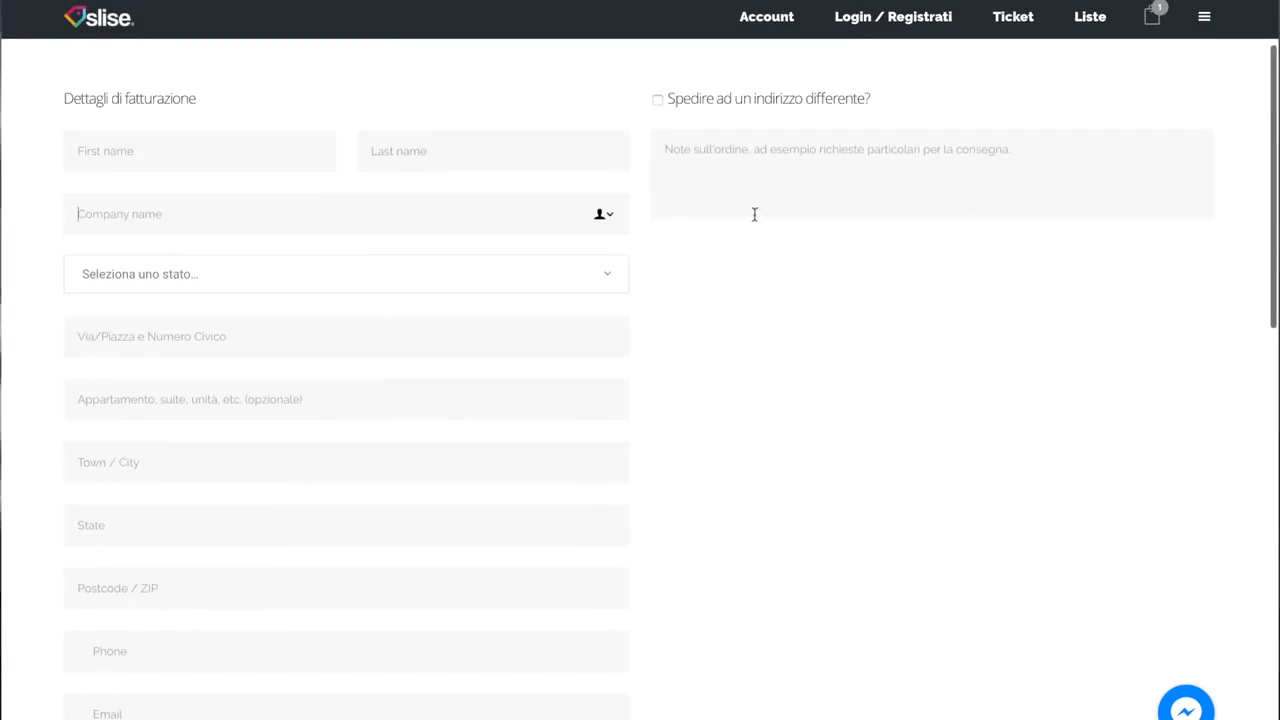 slise.
Account
Login / Registrati
Ticket
Liste
1
Dettagli di fatturazione
Spedire ad un indirizzo differente?
First name
Last name
Note sull'ordine, ad esempio richieste particolari per la consegna.
Company name
Seleziona uno stato...
Via/Piazza e Numero Civico
Appartamento, suite, unità, etc. (opzionale)
Town / City
State
Postcode / ZIP
Phone
Email